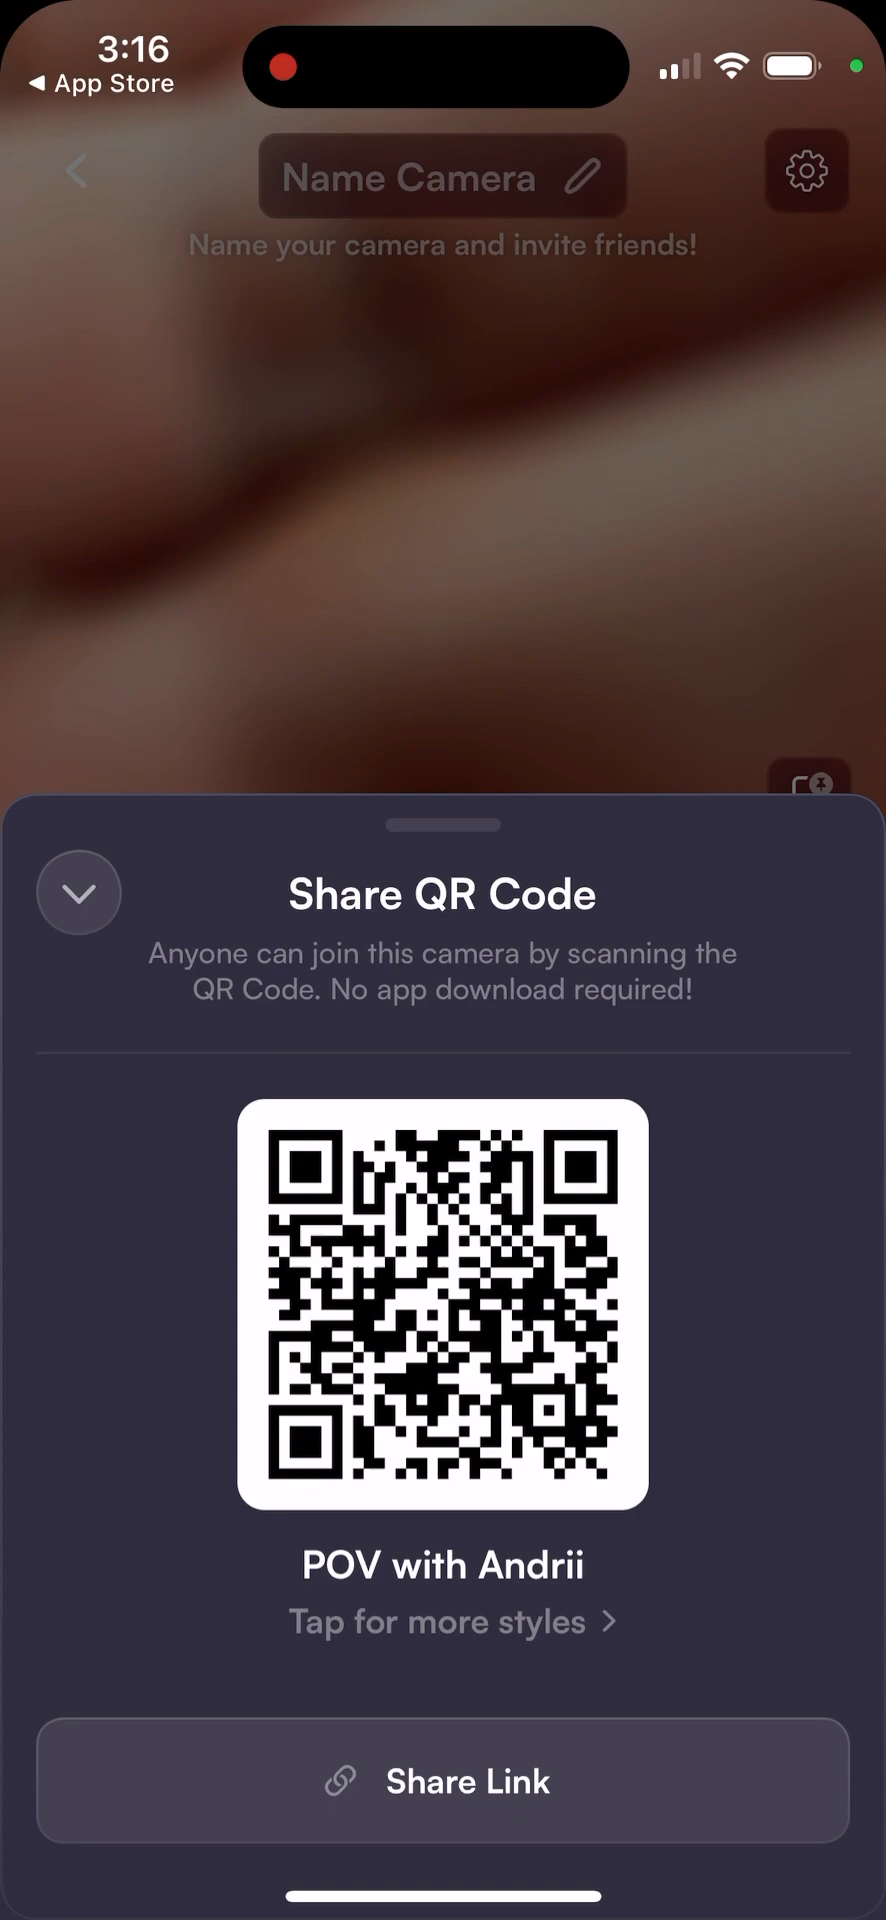 3:16
App Store
Name Camera
Name your camera and invite friends!
Share QR Code
Anyone can join this camera by scanning the
QR Code. No app download required!
POV with Andrii
Tap for more styles
Share Link